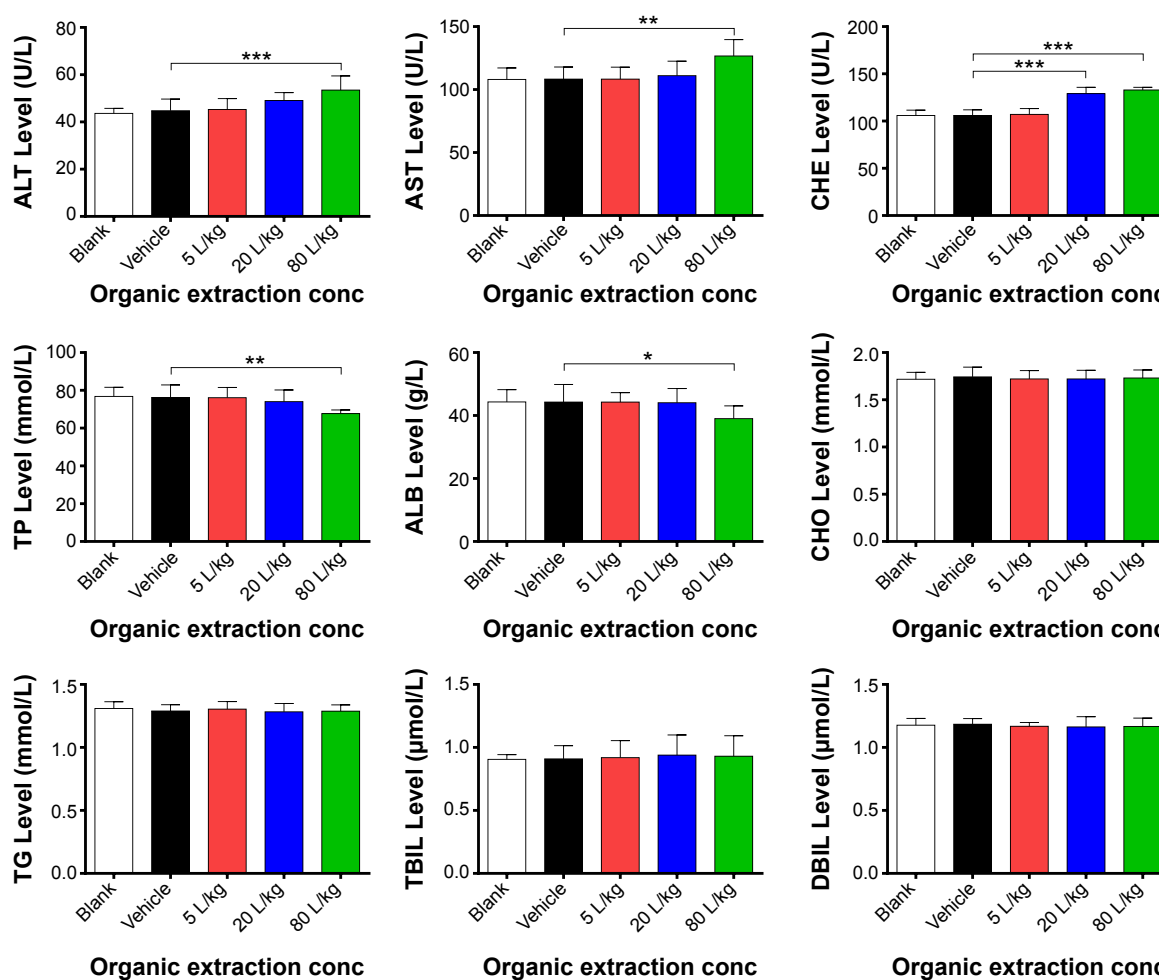 ALT Level (U/L)
80
60
40
20
0
***
Blank
Vehicle
5 L/kg
20 L/kg
80 L/kg
Organic extraction conc
AST Level (U/L)
150
100
50
0
**
Blank
Vehicle
5 L/kg
20 L/kg
80 L/kg
Organic extraction conc
CHE Level (U/L)
200
150
100
50
0
***
***
Blank
Vehicle
5 L/kg
20 L/kg
80 L/kg
Organic extraction conc
TP Level (mmol/L)
100
80
60
40
20
0
**
Blank
Vehicle
5 L/kg
20 L/kg
80 L/kg
Organic extraction conc
ALB Level (g/L)
60
40
20
0
*
Blank
Vehicle
5 L/kg
20 L/kg
80 L/kg
Organic extraction conc
CHO Level (mmol/L)
2.0
1.5
1.0
0.5
0.0
Blank
Vehicle
5 L/kg
20 L/kg
80 L/kg
Organic extraction conc
TG Level (mmol/L)
1.5
1.0
0.5
0.0
Blank
Vehicle
5 L/kg
20 L/kg
80 L/kg
Organic extraction conc
TBIL Level (μmol/L)
1.5
1.0
0.5
0.0
Blank
Vehicle
5 L/kg
20 L/kg
80 L/kg
Organic extraction conc
DBIL Level (μmol/L)
1.5
1.0
0.5
0.0
Blank
Vehicle
5 L/kg
20 L/kg
80 L/kg
Organic extraction conc